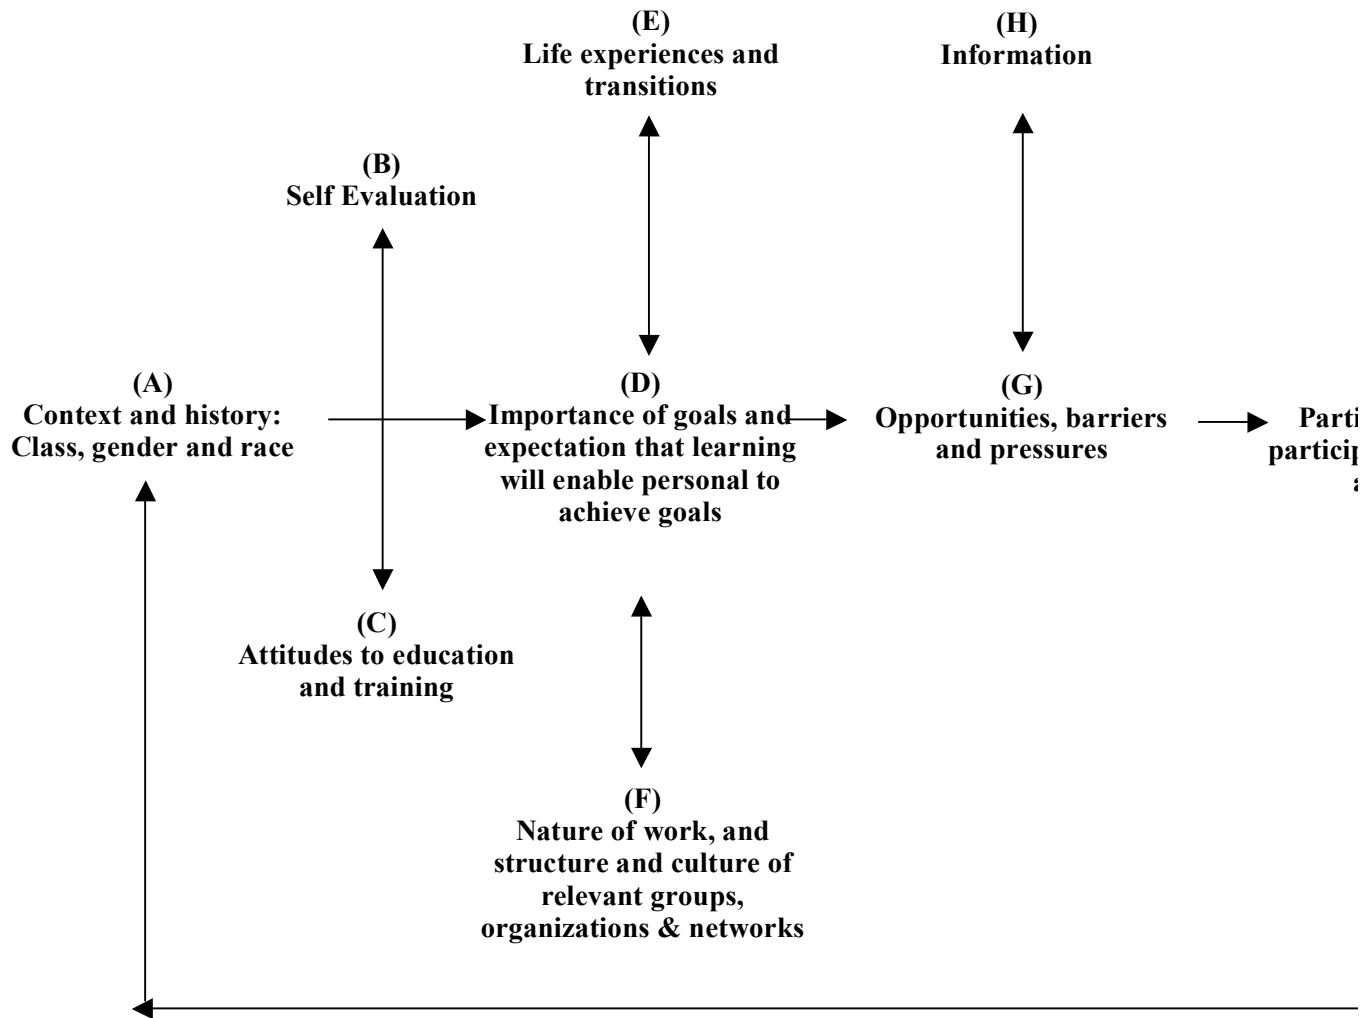 (E)
Life experiences and
transitions
(H)
Information
(B)
Self Evaluation
(A)
Context and history:
Class, gender and race
(D)
Importance of goals and
expectation that learning
will enable personal to
achieve goals
(G)
Opportunities, barriers
and pressures
(C)
Attitudes to education
and training
(F)
Nature of work, and
structure and culture of
relevant groups,
organizations & networks